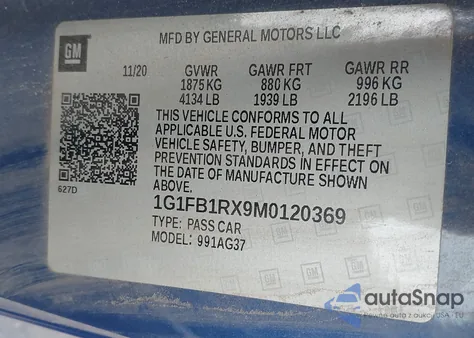 GM
MFD BY GENERAL MOTORS LLC
11/20 GVWR GAWR FRT GAWR RR
1875 KG 880 KG 996 KG
4134 LB 1939 LB 2196 LB
THIS VEHICLE CONFORMS TO ALL
APPLICABLE U.S. FEDERAL MOTOR
VEHICLE SAFETY, BUMPER, AND THEFT
PREVENTION STANDARDS IN EFFECT ON
THE DATE OF MANUFACTURE SHOWN
ABOVE.
627D
1G1FB1RX9M0120369
TYPE: PASS CAR
MODEL: 991AG37
autoSnap
auta z aukcji USA